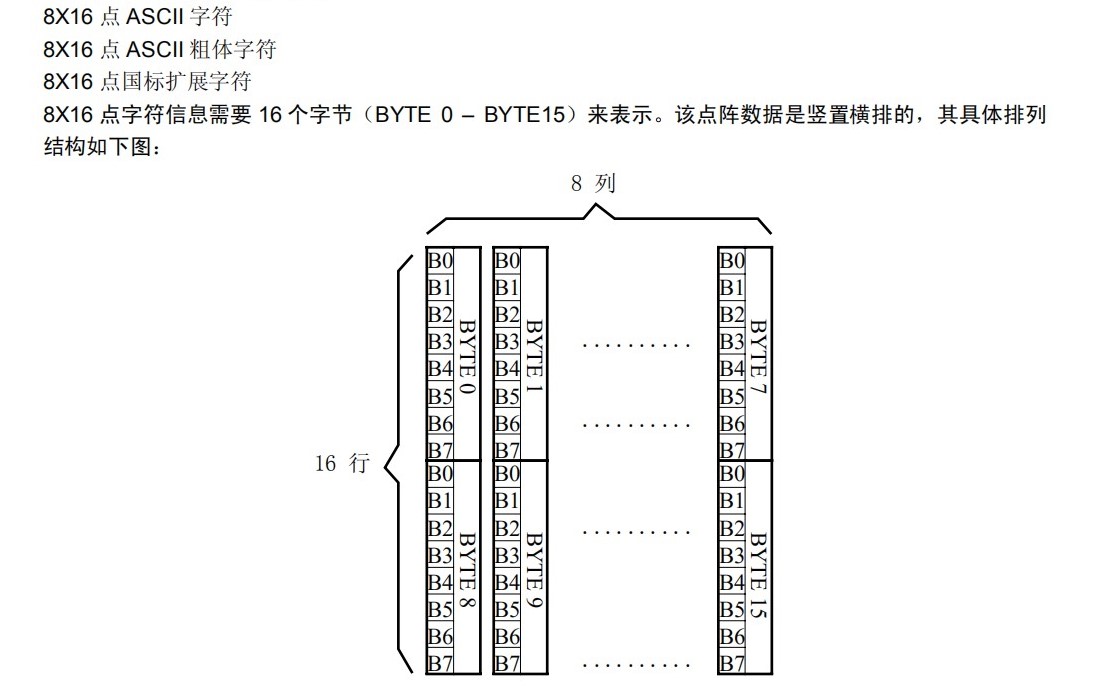 8X16 点 ASCII 字符
8X16 点 ASCII 粗体字符
8X16 点国标扩展字符
8X16 点字符信息需要 16 个字节（BYTE 0 – BYTE15）来表示。该点阵数据是竖置横排的，其具体排列
结构如下图：
8 列
B0 B0 B0
B1 B1 B1
B2 B2 B2
B3 B3 .......... B3
B4 B4 B4
B5 B5 B5
B6 B6 .......... B6
B7 B7 B7
BYTE 0 BYTE 1 BYTE 7
16 行
B0 B0 B0
B1 B1 B1
B2 B2 .......... B2
B3 B3 B3
B4 B4 B4
B5 B5 B5
B6 B6 B6
B7 B7 .......... B7
BYTE 8 BYTE 9 BYTE 15